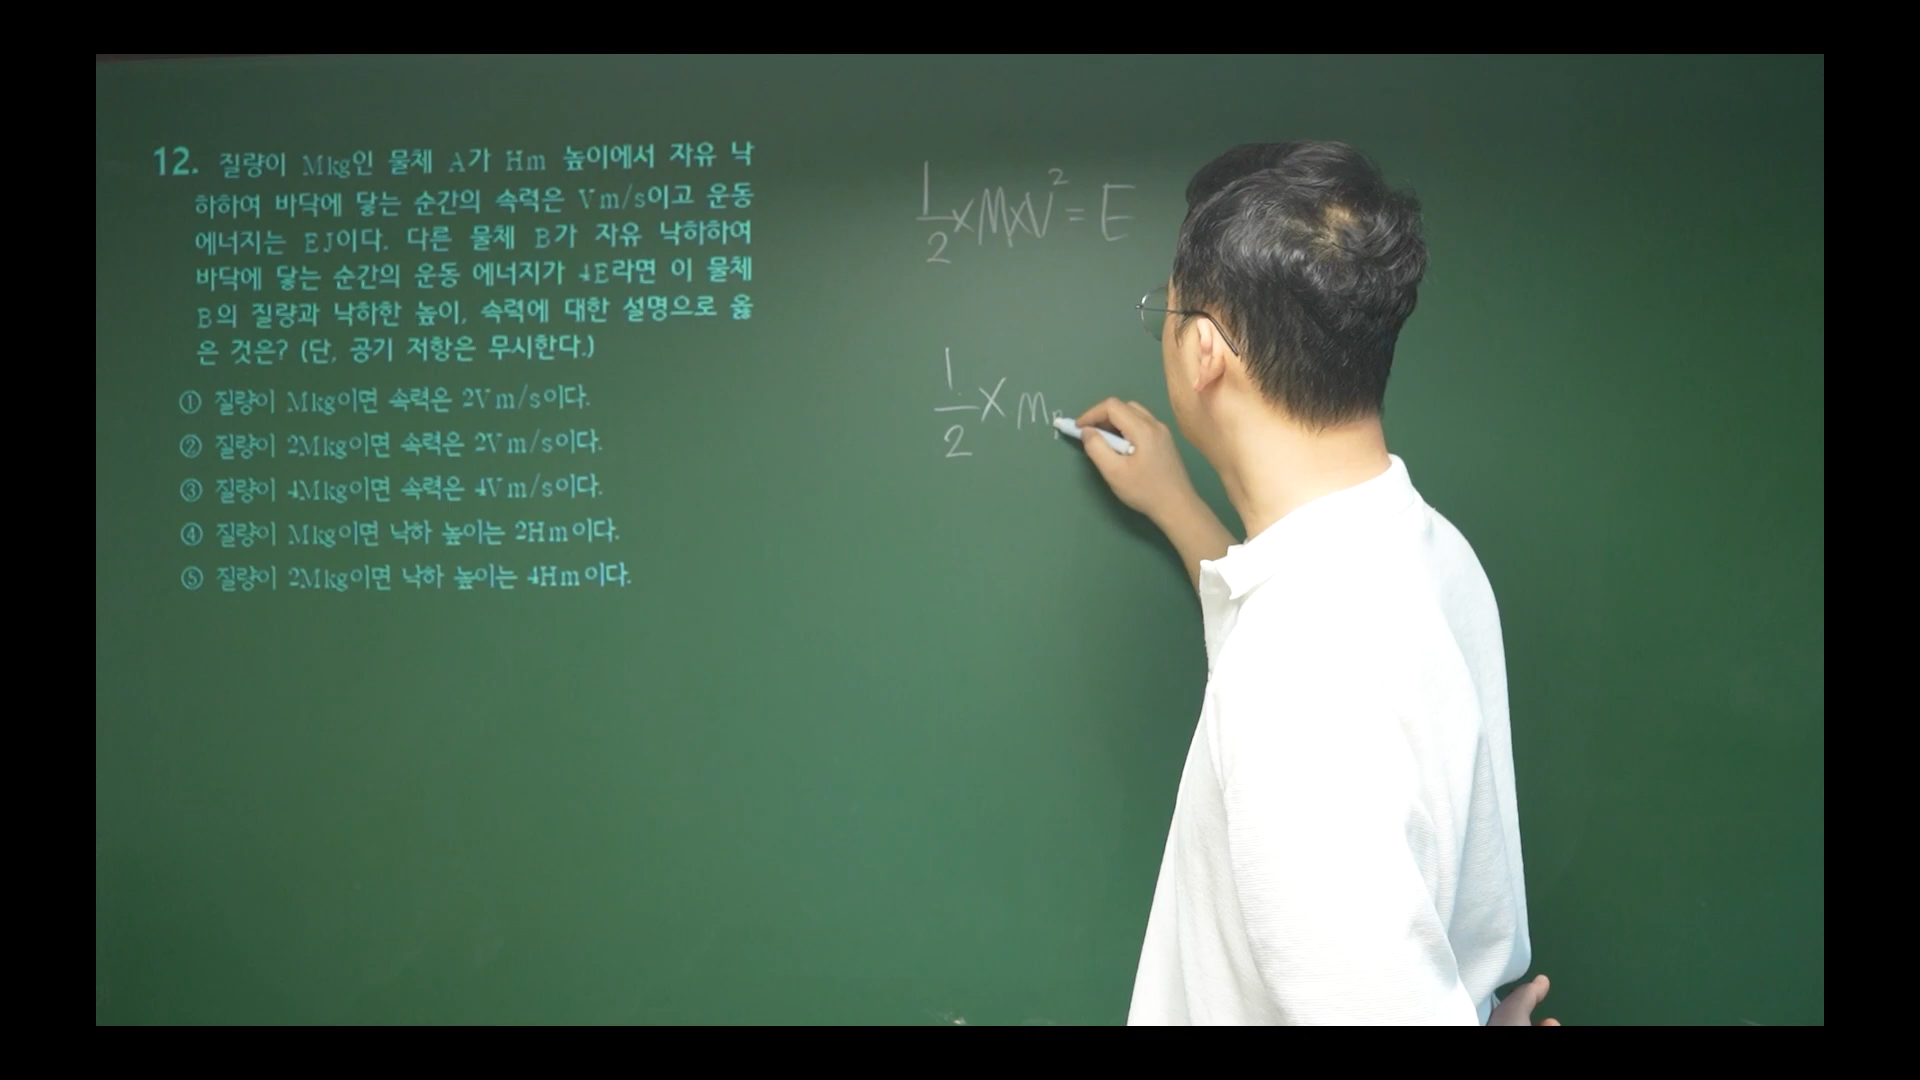 12. 질량이 Mkg인 물체 A가 Hm 높이에서 자유 낙
하하여 바닥에 닿는 순간의 속력은 Vm/s이고 운동
에너지는 EJ이다. 다른 물체 B가 자유 낙하하여
바닥에 닿는 순간의 운동 에너지가 4E라면 이 물체
B의 질량과 낙하한 높이, 속력에 대한 설명으로 옳
은 것은? (단, 공기 저항은 무시한다.)
① 질량이 Mkg이면 속력은 2Vm/s이다.
② 질량이 2Mkg이면 속력은 2Vm/s이다.
③ 질량이 4Mkg이면 속력은 4Vm/s이다.
④ 질량이 Mkg이면 낙하 높이는 2Hm이다.
⑤ 질량이 2Mkg이면 낙하 높이는 4Hm이다.
1/2 × M × V² = E
1/2 × m